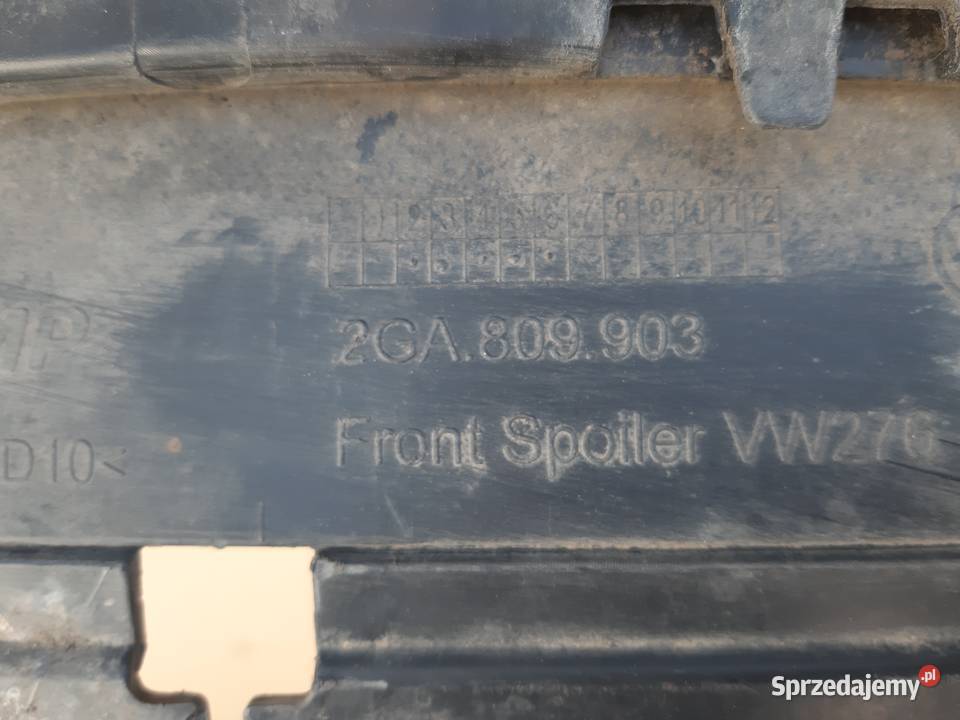 1 2 3 4 5 6 7 8 9 10 11 12
2GA.809.903
Front Spoiler VW276
D10<
Sprzedajemy.pl